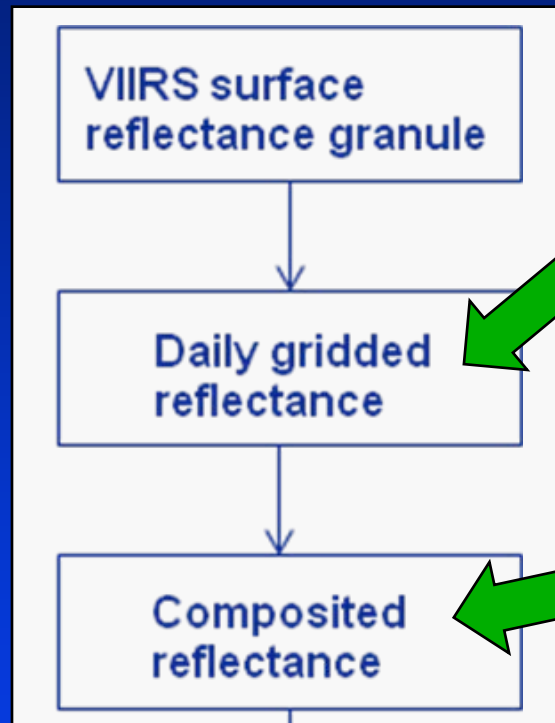 VIIRS surface
reflectance granule
Daily gridded
reflectance
Composited
reflectance